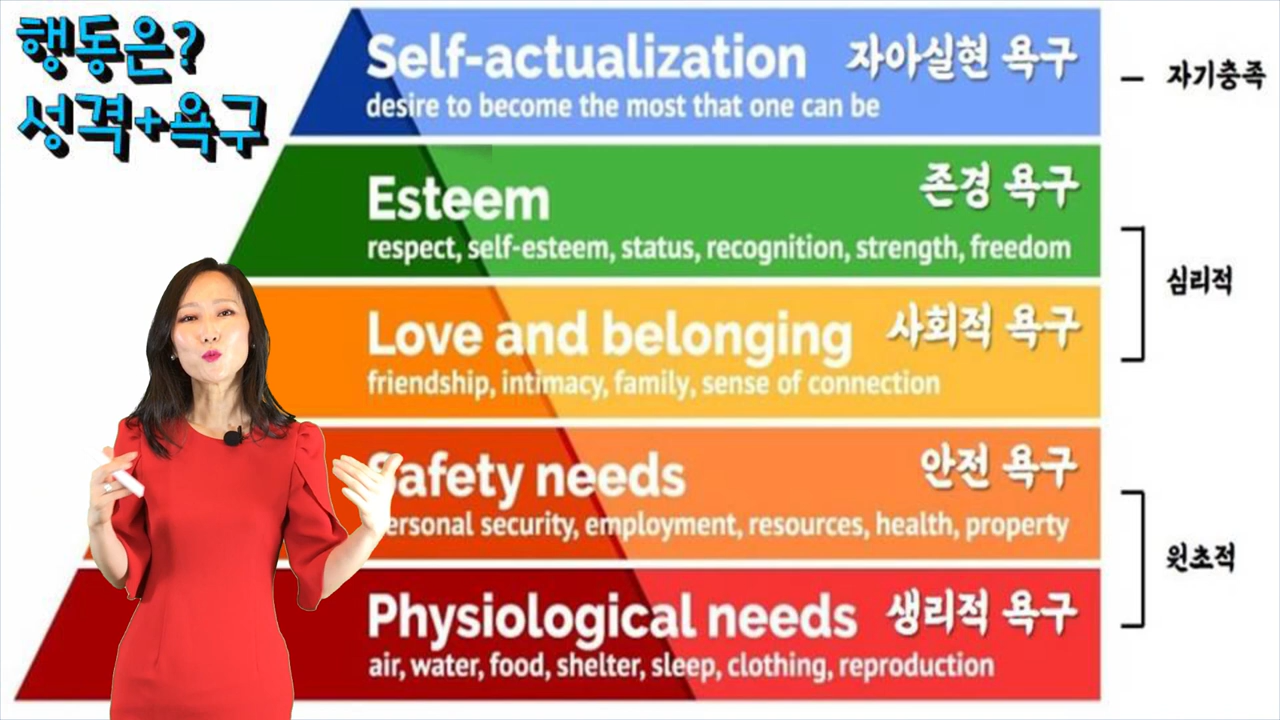 행동은?
성격+욕구
Self-actualization 자아실현 욕구
desire to become the most that one can be
자기충족
Esteem 존경 욕구
respect, self-esteem, status, recognition, strength, freedom
심리적
Love and belonging 사회적 욕구
friendship, intimacy, family, sense of connection
Safety needs 안전 욕구
personal security, employment, resources, health, property
원초적
Physiological needs 생리적 욕구
air, water, food, shelter, sleep, clothing, reproduction